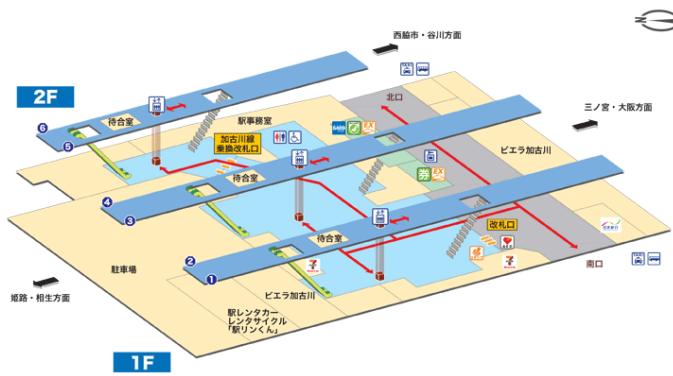 西脇市・谷川方面
2F
北口
三ノ宮・大阪方面
6
待合室
駅事務室
5
加古川線
乗換改札口
ピエラ加古川
4
待合室
券
3
改札口
2
待合室
1
南口
駐車場
姫路・相生方面
ピエラ加古川
駅レンタカー
レンタサイクル
「駅リンくん」
1F